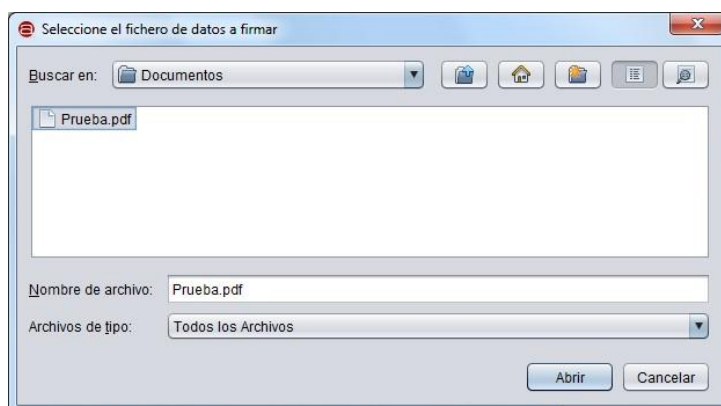 Seleccione el fichero de datos a firmar
Buscar en: Documentos
Prueba.pdf
Nombre de archivo: Prueba.pdf
Archivos de tipo: Todos los Archivos
Abrir Cancelar